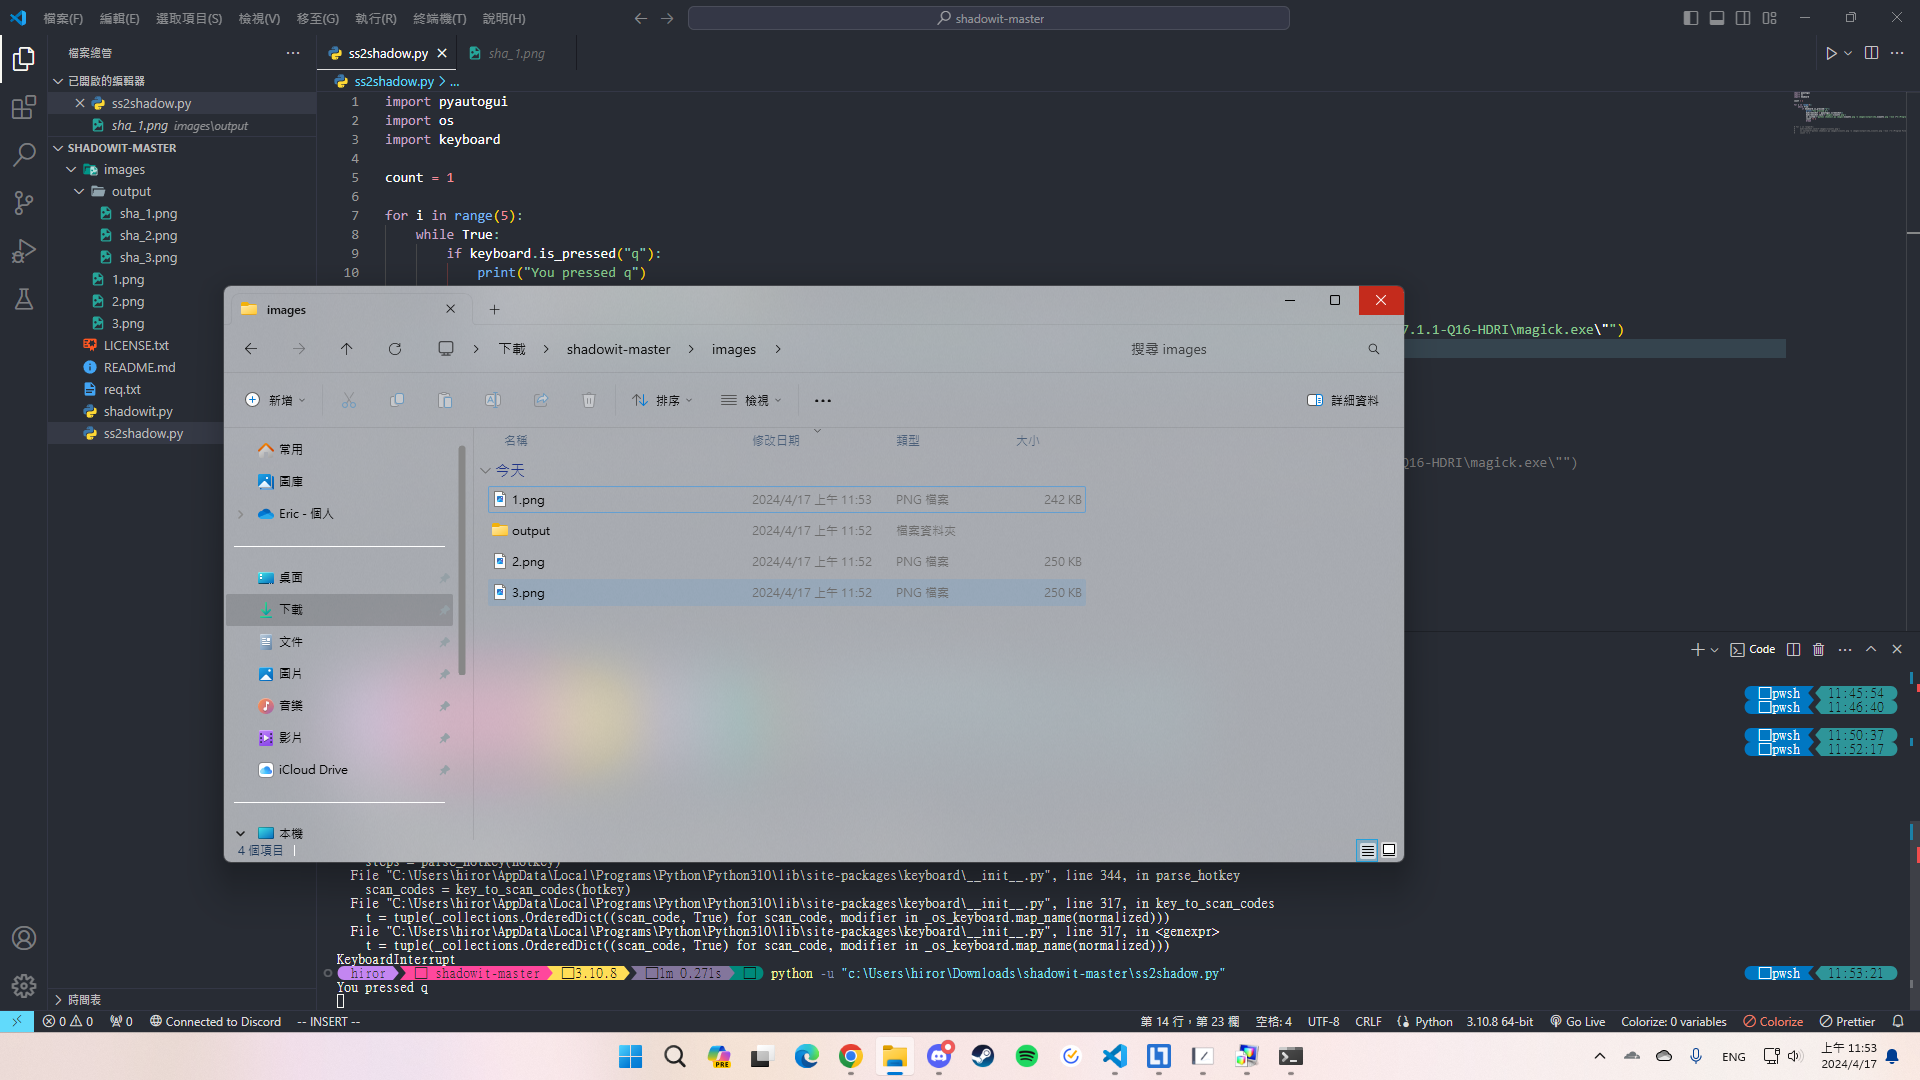 檔案(F) 編輯(E) 選取項目(S) 檢視(V) 移至(G) 執行(R) 終端機(T) 說明(H) shadowit-master
檔案總管
ss2shadow.py sha_1.png
已開啟的編輯器
ss2shadow.py > ...
ss2shadow.py
sha_1.png images\output
SHADOWIT-MASTER
images
output
sha_1.png
sha_2.png
sha_3.png
1.png
2.png
3.png
LICENSE.txt
README.md
req.txt
shadowit.py
ss2shadow.py
時間表
1 import pyautogui
2 import os
3 import keyboard
4
5 count = 1
6
7 for i in range(5):
8 while True:
9 if keyboard.is_pressed("q"):
10 print("You pressed q")
7.1.1-Q16-HDRI\magick.exe\"")
Q16-HDRI\magick.exe\"")
images
下載 > shadowit-master > images >
搜尋 images
新增 排序 檢視 ... 詳細資料
常用
圖庫
Eric - 個人
桌面
下載
文件
圖片
音樂
影片
iCloud Drive
本機
名稱 修改日期 類型 大小
今天
1.png 2024/4/17 上午 11:53 PNG 檔案 242 KB
output 2024/4/17 上午 11:52 檔案資料夾
2.png 2024/4/17 上午 11:52 PNG 檔案 250 KB
3.png 2024/4/17 上午 11:52 PNG 檔案 250 KB
4 個項目
Code
pwsh 11:45:54
pwsh 11:46:40
pwsh 11:50:37
pwsh 11:52:17
steps = parse_hotkey(hotkey)
File "C:\Users\hiror\AppData\Local\Programs\Python\Python310\lib\site-packages\keyboard\__init__.py", line 344, in parse_hotkey
scan_codes = key_to_scan_codes(hotkey)
File "C:\Users\hiror\AppData\Local\Programs\Python\Python310\lib\site-packages\keyboard\__init__.py", line 317, in key_to_scan_codes
t = tuple(_collections.OrderedDict((scan_code, True) for scan_code, modifier in _os_keyboard.map_name(normalized)))
File "C:\Users\hiror\AppData\Local\Programs\Python\Python310\lib\site-packages\keyboard\__init__.py", line 317, in <genexpr>
t = tuple(_collections.OrderedDict((scan_code, True) for scan_code, modifier in _os_keyboard.map_name(normalized)))
KeyboardInterrupt
hiror shadowit-master 3.10.8 1m 0.271s python -u "c:\Users\hiror\Downloads\shadowit-master\ss2shadow.py" pwsh 11:53:21
You pressed q
0 0 0 Connected to Discord -- INSERT -- 第 14 行，第 23 欄 空格: 4 UTF-8 CRLF Python 3.10.8 64-bit Go Live Colorize: 0 variables Colorize Prettier
PRE
ENG
上午 11:53
2024/4/17